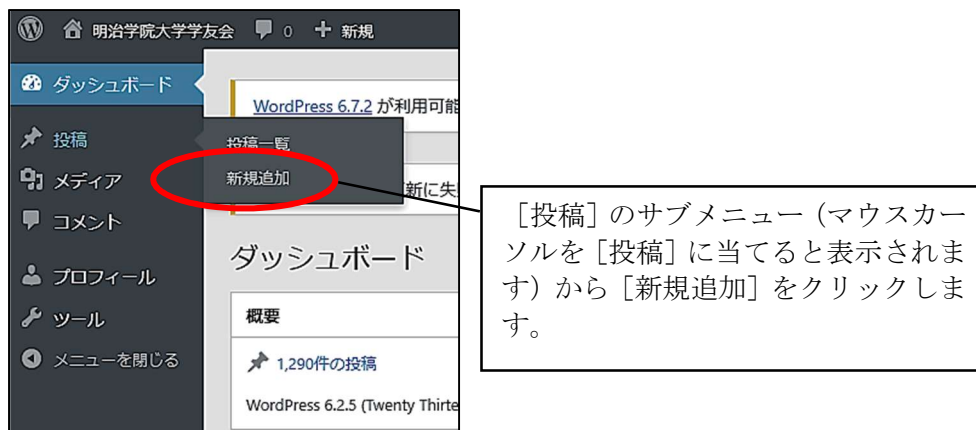 明治学院大学学友会 0 + 新規
ダッシュボード
WordPress 6.7.2 が利用可能
投稿
投稿一覧
新規追加
メディア
新に失
コメント
ダッシュボード
プロフィール
ツール
概要
メニューを閉じる
1,290件の投稿
WordPress 6.2.5 (Twenty Thirte
［投稿］のサブメニュー（マウスカー
ソルを［投稿］に当てると表示されま
す）から［新規追加］をクリックしま
す。